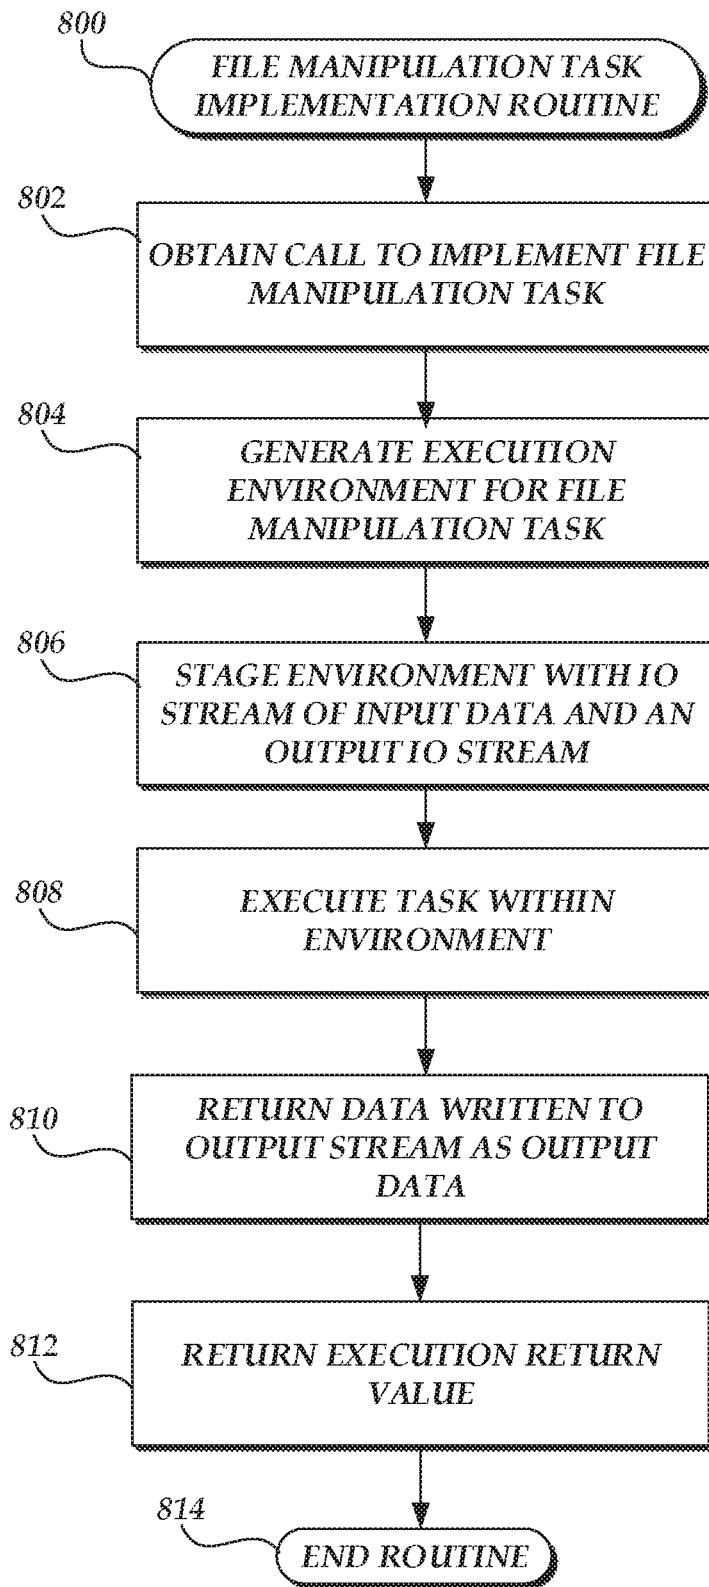 800
FILE MANIPULATION TASK
IMPLEMENTATION ROUTINE
802
OBTAIN CALL TO IMPLEMENT FILE
MANIPULATION TASK
804
GENERATE EXECUTION
ENVIRONMENT FOR FILE
MANIPULATION TASK
806
STAGE ENVIRONMENT WITH IO
STREAM OF INPUT DATA AND AN
OUTPUT IO STREAM
808
EXECUTE TASK WITHIN
ENVIRONMENT
810
RETURN DATA WRITTEN TO
OUTPUT STREAM AS OUTPUT
DATA
812
RETURN EXECUTION RETURN
VALUE
814
END ROUTINE